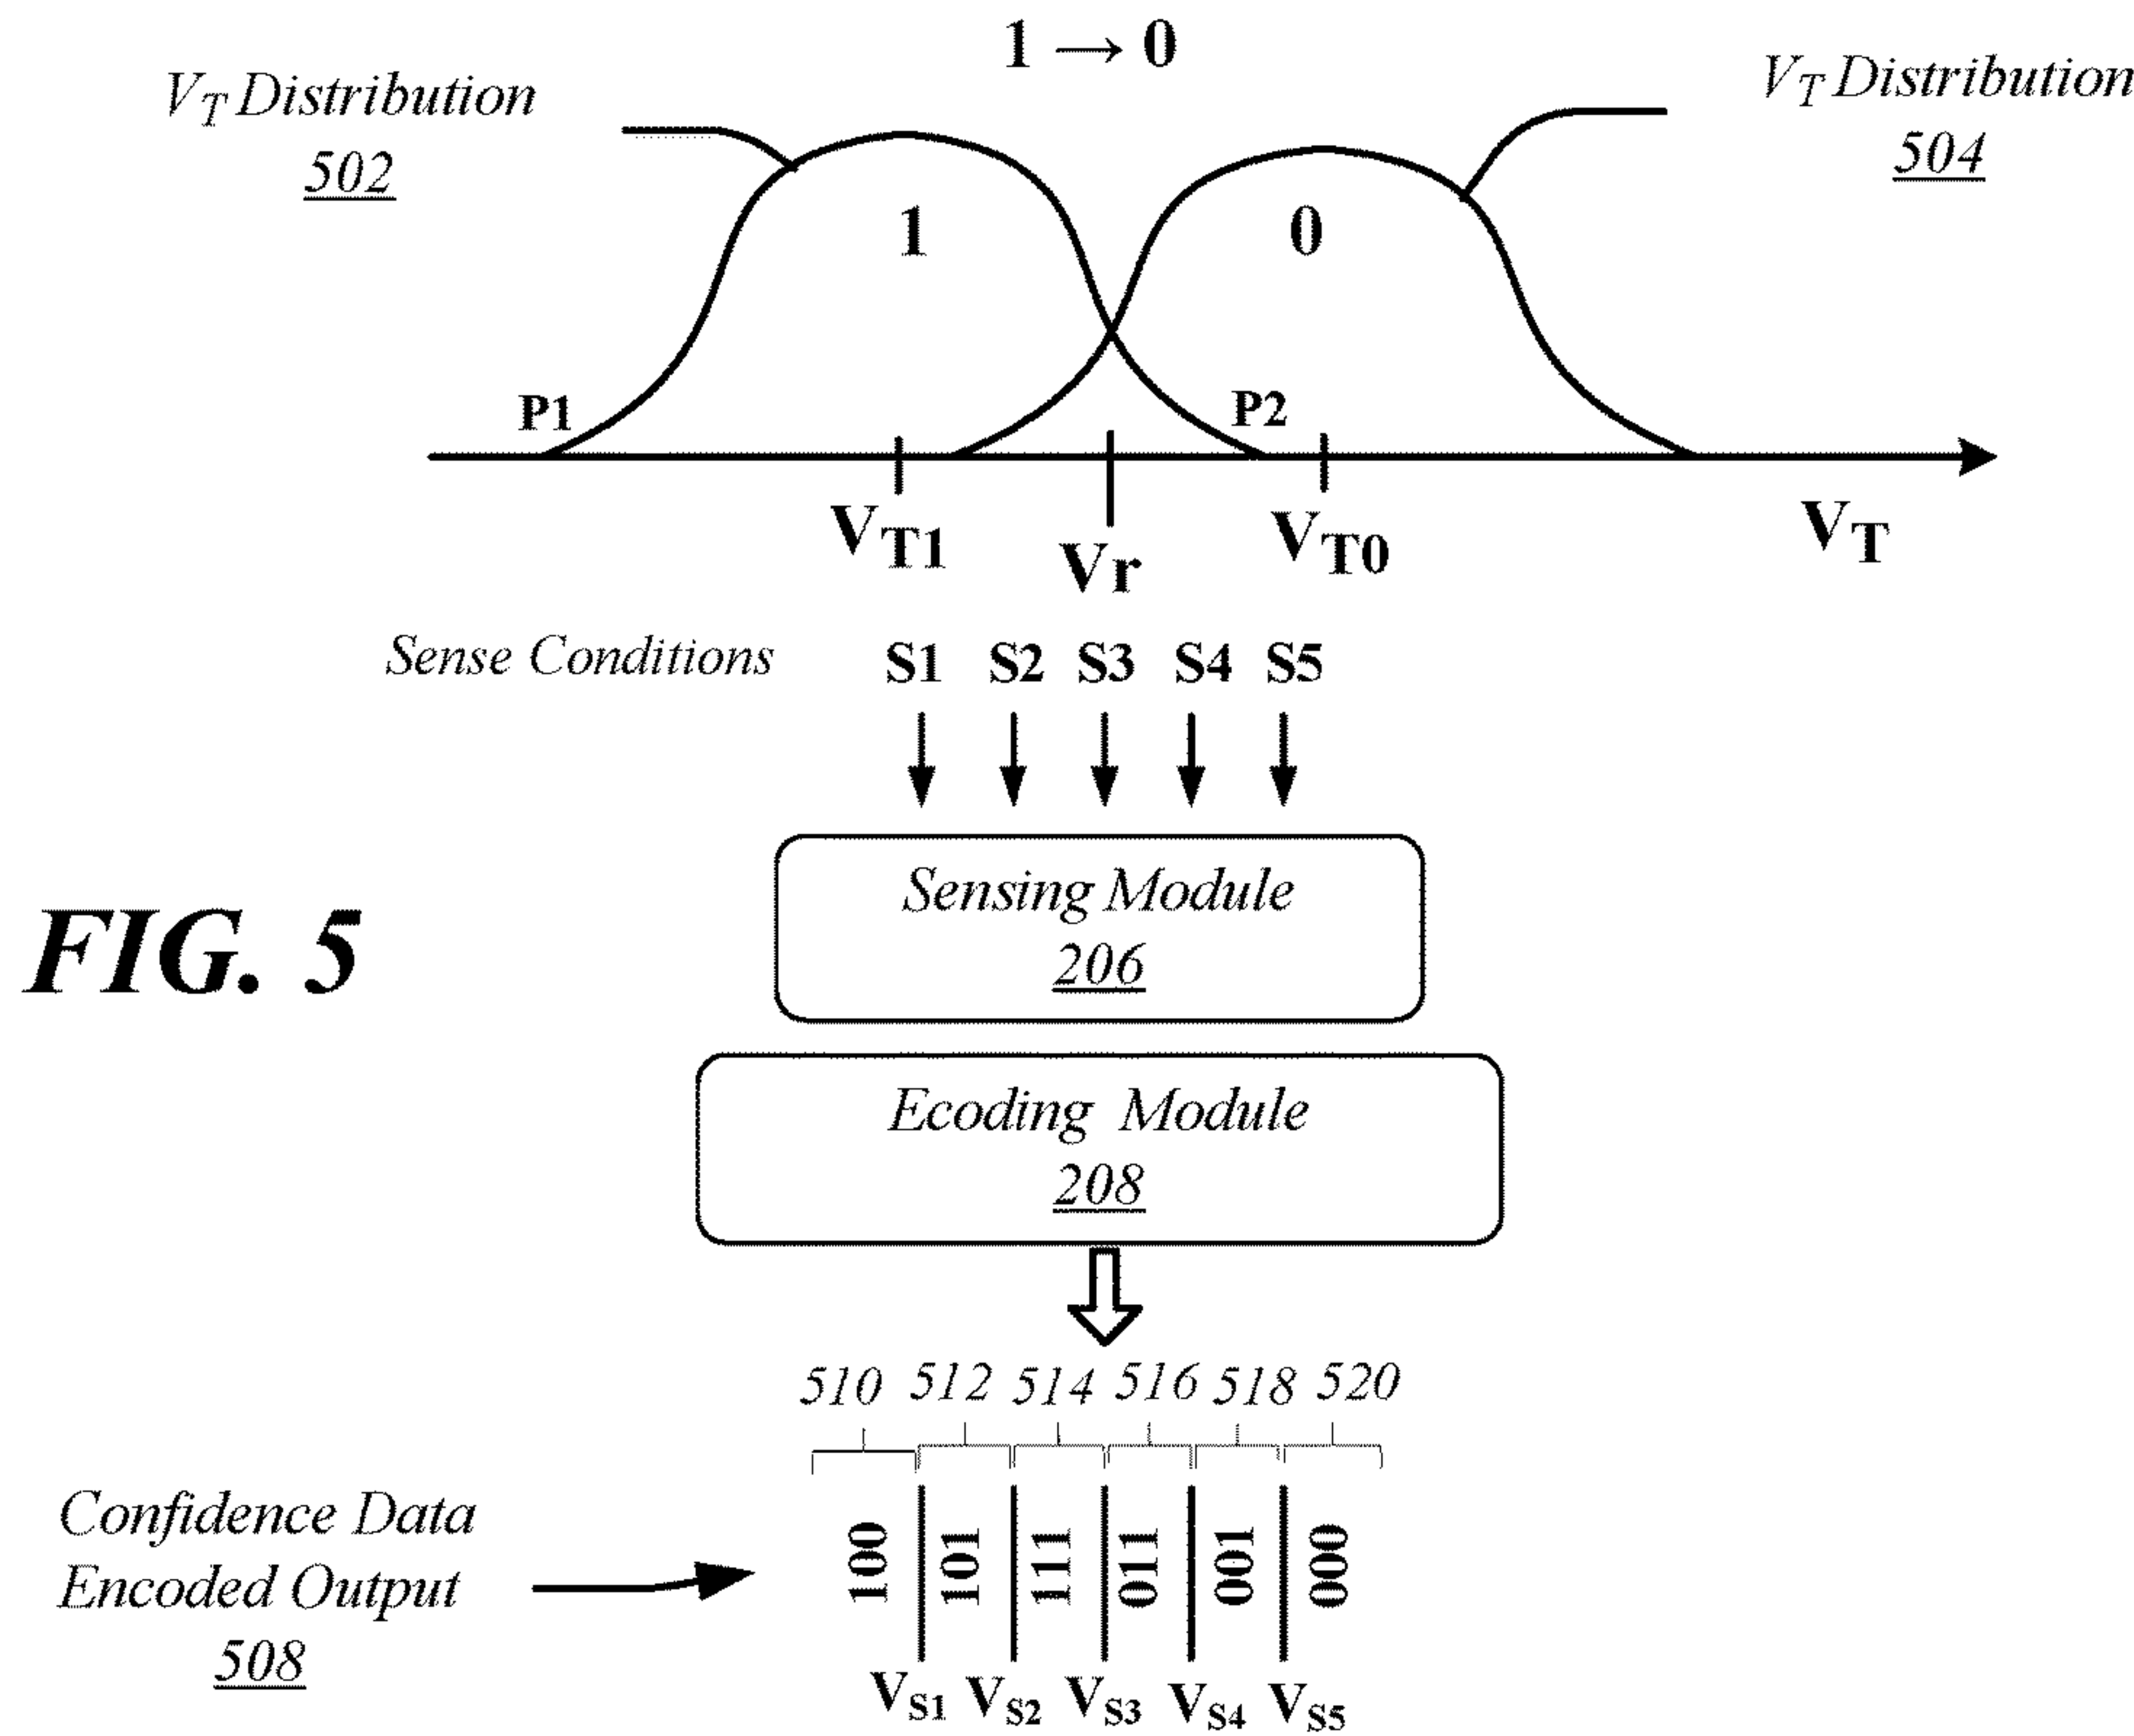 1 → 0
V_T Distribution
502
V_T Distribution
504
1
0
P1
P2
V_T1
Vr
V_T0
V_T
Sense Conditions
S1 S2 S3 S4 S5
Sensing Module
206
FIG. 5
Ecoding Module
208
510 512 514 516 518 520
Confidence Data
Encoded Output
508
100 101 111 011 001 000
V_S1 V_S2 V_S3 V_S4 V_S5